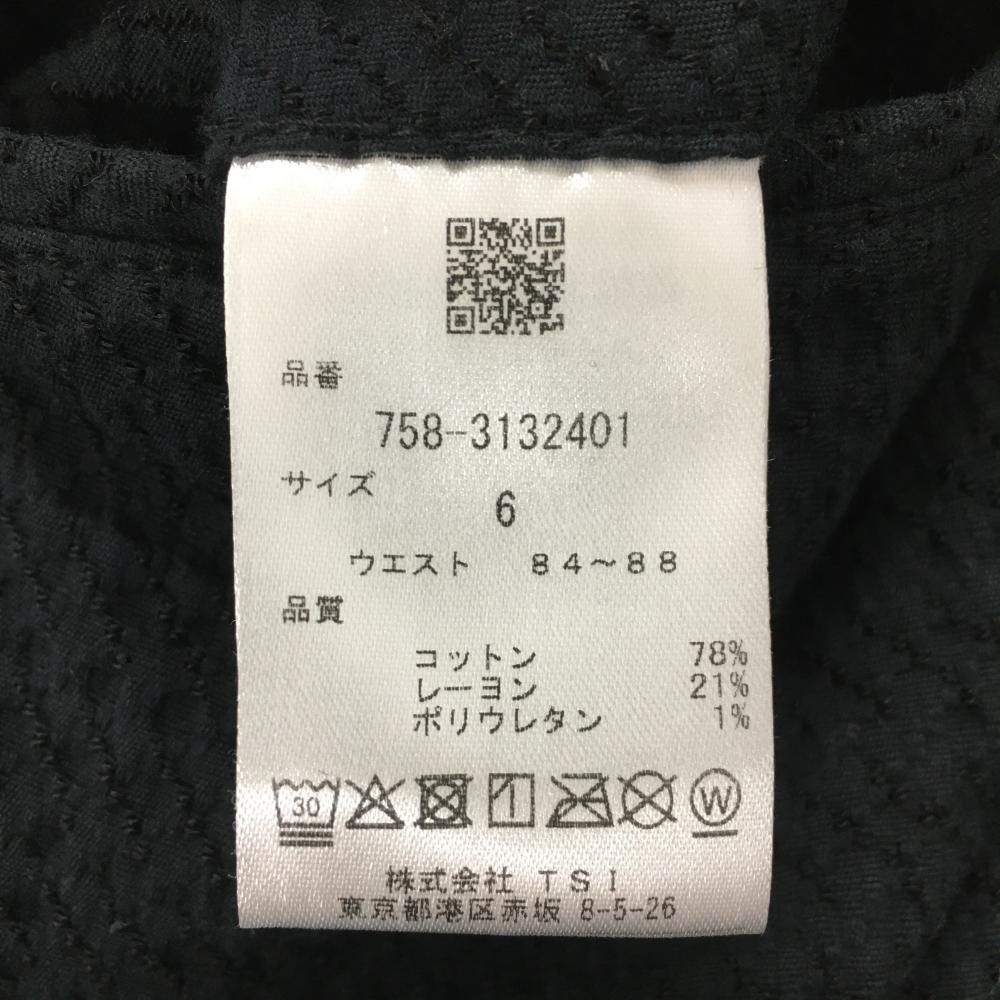 品番
758-3132401
サイズ
6
ウエスト 84～88
品質
コットン 78%
レーヨン 21%
ポリウレタン 1%
30 W
株式会社 TSI
東京都港区赤坂 8-5-26